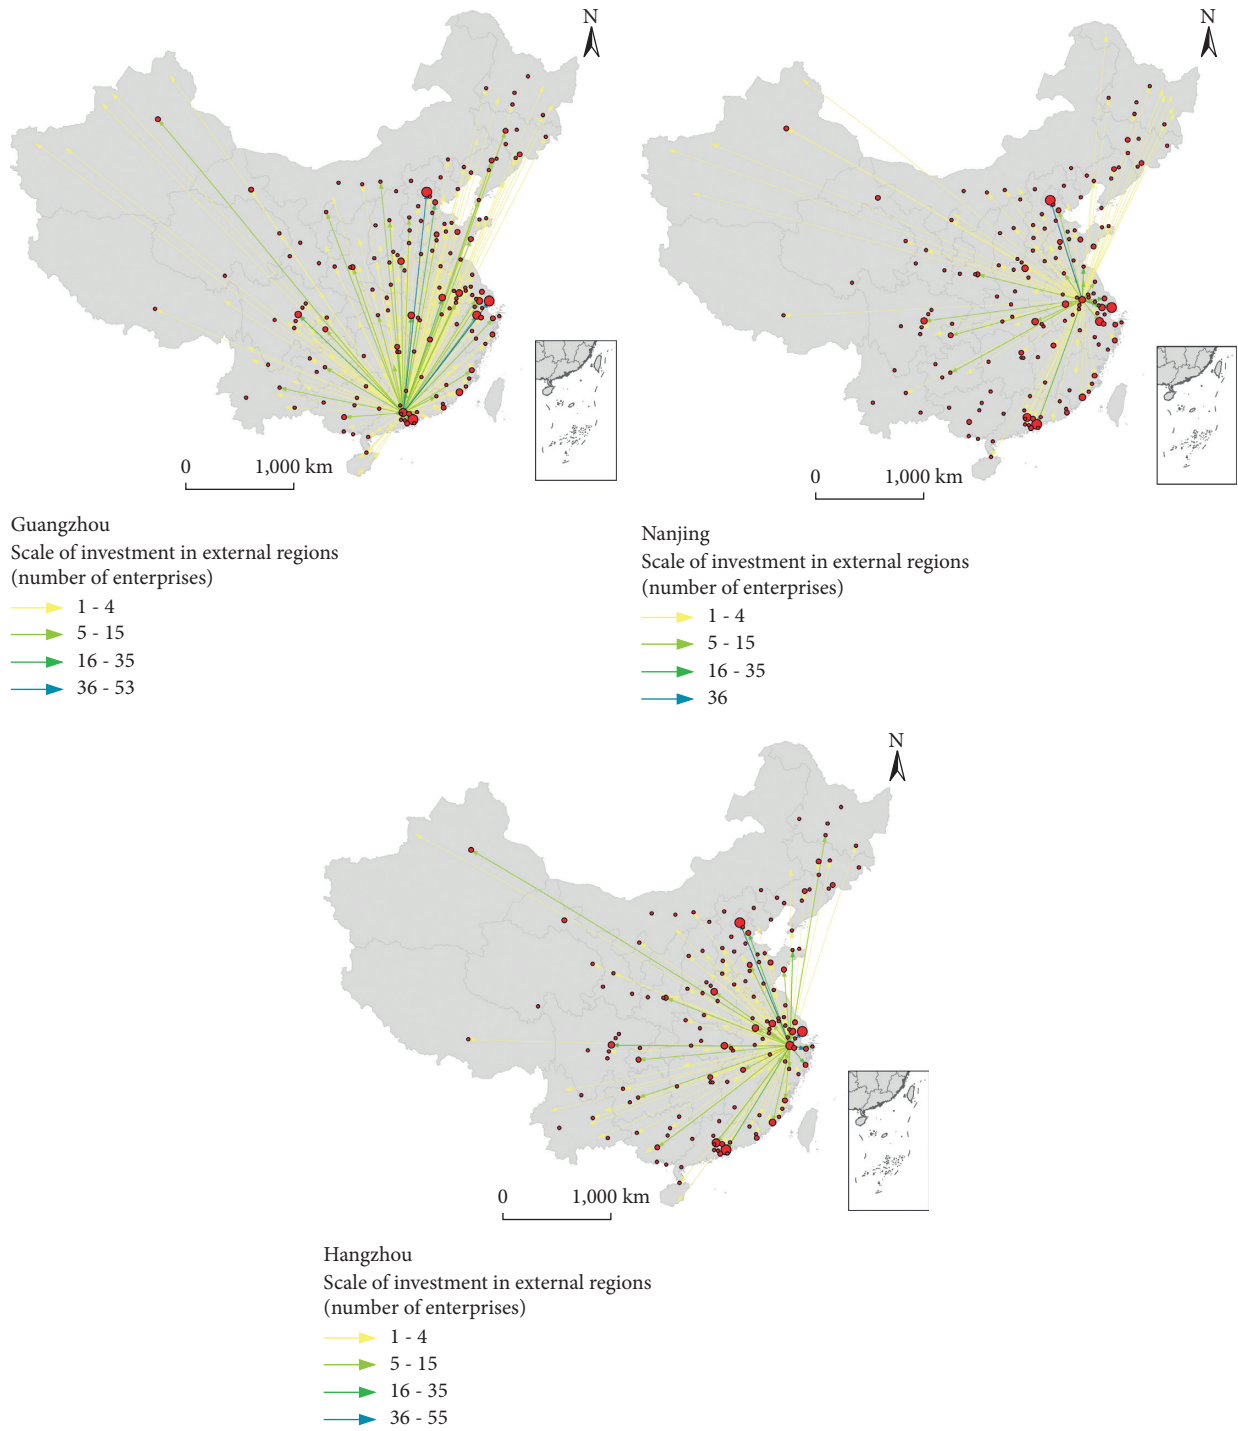 N
0 1,000 km
Guangzhou
Scale of investment in external regions
(number of enterprises)
1 - 4
5 - 15
16 - 35
36 - 53
N
0 1,000 km
Nanjing
Scale of investment in external regions
(number of enterprises)
1 - 4
5 - 15
16 - 35
36
N
0 1,000 km
Hangzhou
Scale of investment in external regions
(number of enterprises)
1 - 4
5 - 15
16 - 35
36 - 55